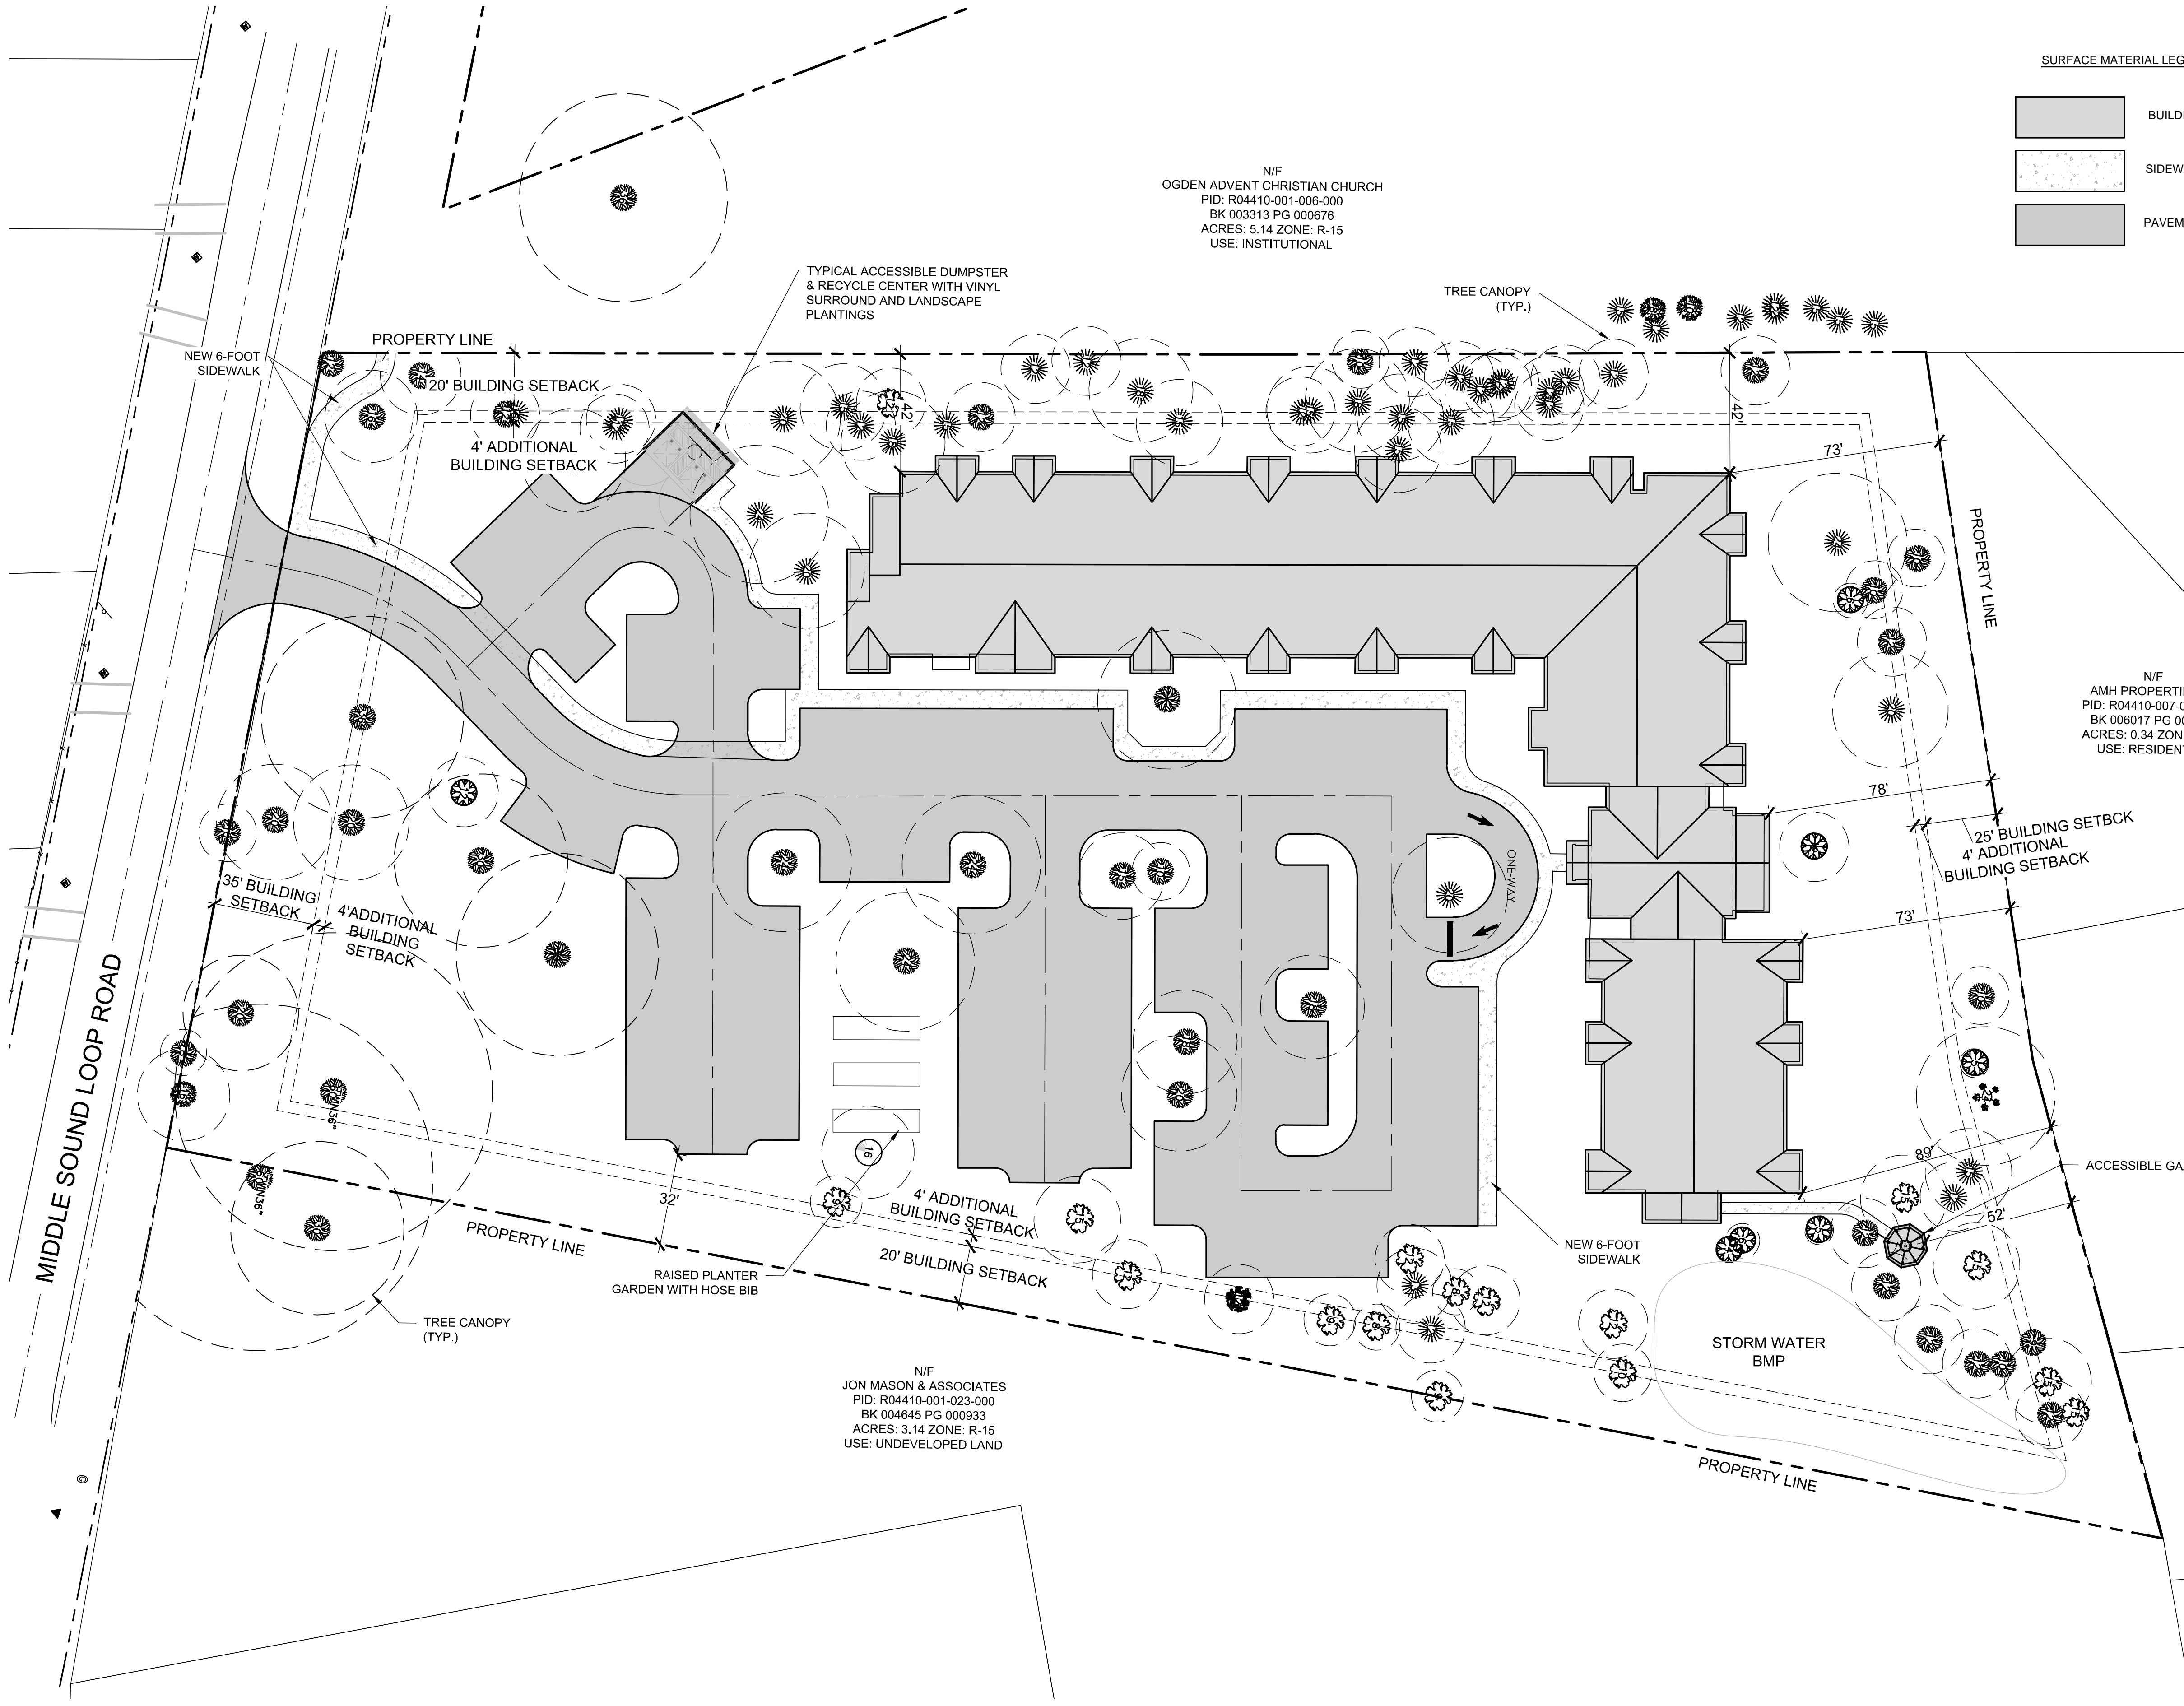 SURFACE MATERIAL LEG
BUILD
SIDEW
PAVEM
N/F
OGDEN ADVENT CHRISTIAN CHURCH
PID: R04410-001-006-000
BK 003313 PG 000676
ACRES: 5.14 ZONE: R-15
USE: INSTITUTIONAL
TYPICAL ACCESSIBLE DUMPSTER
& RECYCLE CENTER WITH VINYL
SURROUND AND LANDSCAPE
PLANTINGS
TREE CANOPY
(TYP.)
PROPERTY LINE
NEW 6-FOOT
SIDEWALK
20' BUILDING SETBACK
4' ADDITIONAL
BUILDING SETBACK
42'
42'
73'
PROPERTY LINE
N/F
AMH PROPERTI
PID: R04410-007-0
BK 006017 PG 00
ACRES: 0.34 ZON
USE: RESIDENT
78'
25' BUILDING SETBCK
4' ADDITIONAL
BUILDING SETBACK
73'
ONE-WAY
35' BUILDING
SETBACK
4'ADDITIONAL
BUILDING
SETBACK
MIDDLE SOUND LOOP ROAD
89'
ACCESSIBLE GA
52'
16
32'
4' ADDITIONAL
BUILDING SETBACK
20' BUILDING SETBACK
PROPERTY LINE
RAISED PLANTER
GARDEN WITH HOSE BIB
NEW 6-FOOT
SIDEWALK
TREE CANOPY
(TYP.)
STORM WATER
BMP
N/F
JON MASON & ASSOCIATES
PID: R04410-001-023-000
BK 004645 PG 000933
ACRES: 3.14 ZONE: R-15
USE: UNDEVELOPED LAND
PROPERTY LINE